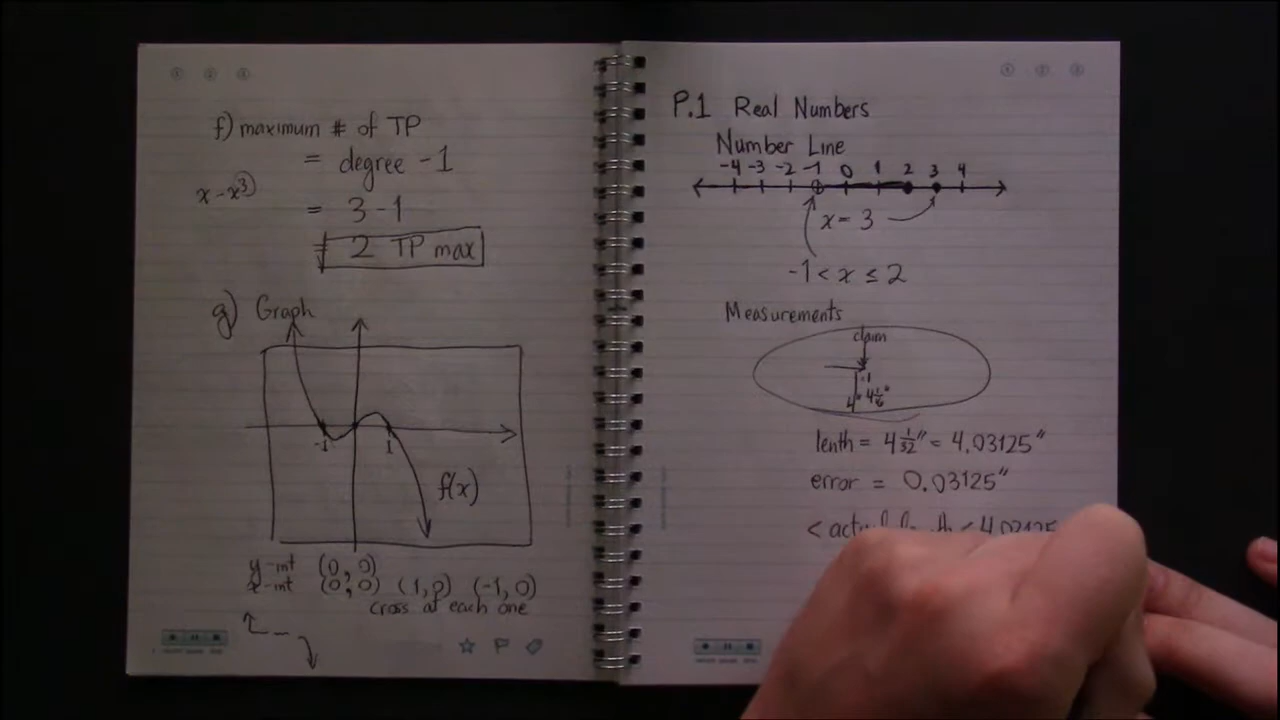 f) maximum # of TP
= degree -1
x - x³
= 3-1
= 2 TP max
g) Graph
-1
1
f(x)
y-int (0, 0)
x-int (0, 0) (1, 0) (-1, 0)
cross at each one
P.1 Real Numbers
Number Line
-4 -3 -2 -1 0 1 2 3 4
x = 3
-1 < x ≤ 2
Measurements
claim
lenth = 4 1/32" = 4.03125"
error = 0.03125"